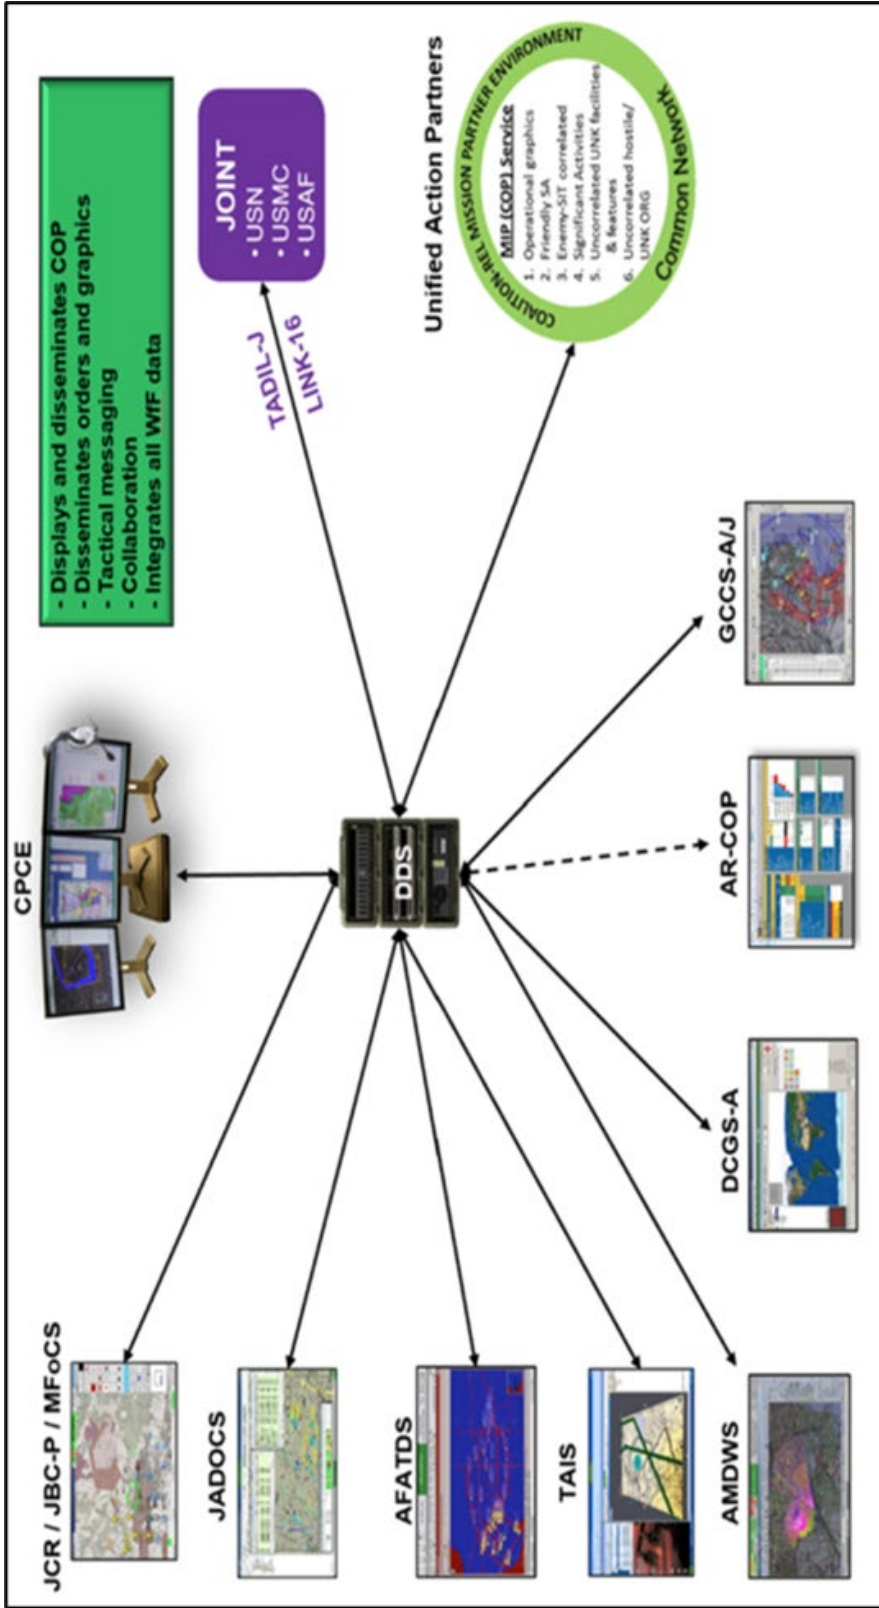 CPCE
- Displays and disseminates COP
- Disseminates orders and graphics
- Tactical messaging
- Collaboration
- Integrates all WfF data
JCR / JBC-P / MFoCS
JOINT
• USN
• USMC
• USAF
TADIL-J
LINK-16
JADOCS
DDS
Unified Action Partners
COALITION-REL MISSION PARTNER ENVIRONMENT
MIP (COP) Service
1. Operational graphics
2. Friendly SA
3. Enemy-SIT correlated
4. Significant Activities
5. Uncorrelated UNK facilities
& features
6. Uncorrelated hostile/
UNK ORG
Common Network
AFATDS
TAIS
AMDWS
DCGS-A
AR-COP
GCCS-A/J